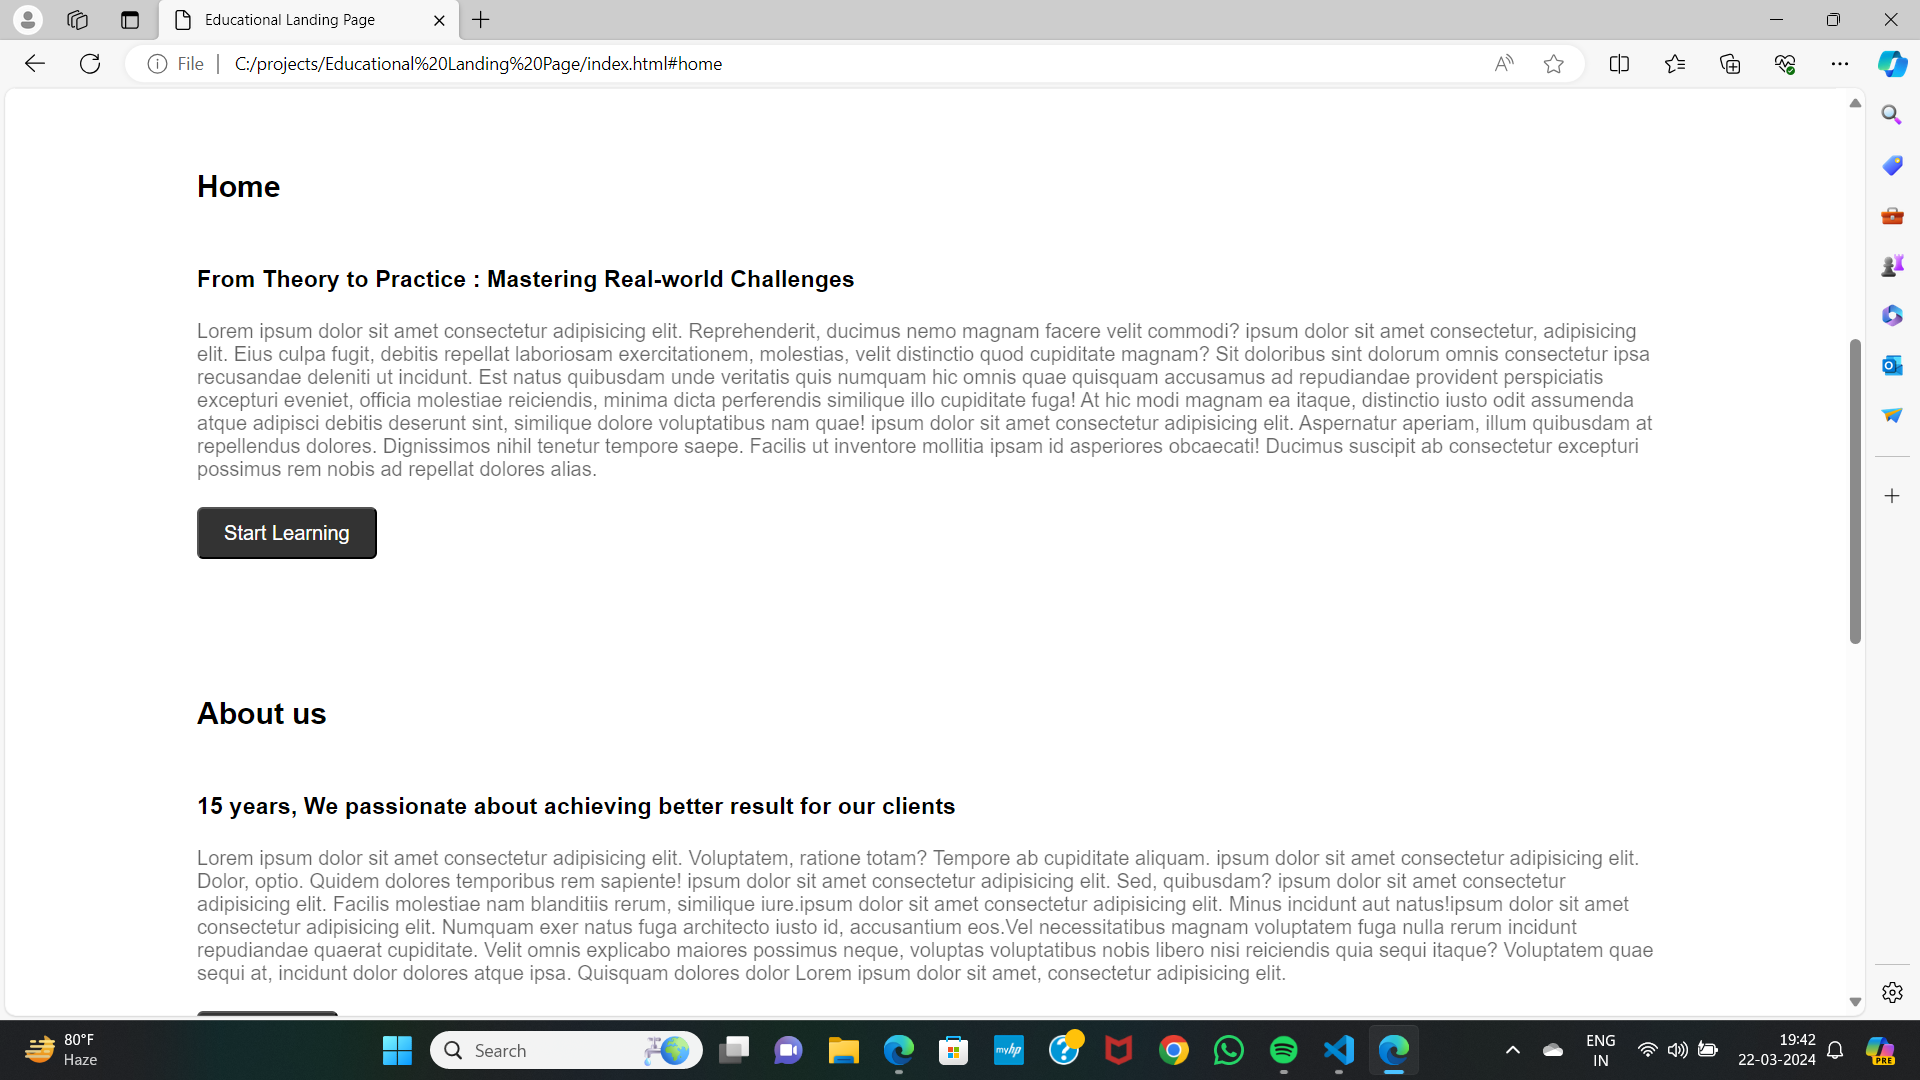 Educational Landing Page
File
C:/projects/Educational%20Landing%20Page/index.html#home
Home
From Theory to Practice : Mastering Real-world Challenges
Lorem ipsum dolor sit amet consectetur adipisicing elit. Reprehenderit, ducimus nemo magnam facere velit commodi? ipsum dolor sit amet consectetur, adipisicing
elit. Eius culpa fugit, debitis repellat laboriosam exercitationem, molestias, velit distinctio quod cupiditate magnam? Sit doloribus sint dolorum omnis consectetur ipsa
recusandae deleniti ut incidunt. Est natus quibusdam unde veritatis quis numquam hic omnis quae quisquam accusamus ad repudiandae provident perspiciatis
excepturi eveniet, officia molestiae reiciendis, minima dicta perferendis similique illo cupiditate fuga! At hic modi magnam ea itaque, distinctio iusto odit assumenda
atque adipisci debitis deserunt sint, similique dolore voluptatibus nam quae! ipsum dolor sit amet consectetur adipisicing elit. Aspernatur aperiam, illum quibusdam at
repellendus dolores. Dignissimos nihil tenetur tempore saepe. Facilis ut inventore mollitia ipsam id asperiores obcaecati! Ducimus suscipit ab consectetur excepturi
possimus rem nobis ad repellat dolores alias.
Start Learning
About us
15 years, We passionate about achieving better result for our clients
Lorem ipsum dolor sit amet consectetur adipisicing elit. Voluptatem, ratione totam? Tempore ab cupiditate aliquam. ipsum dolor sit amet consectetur adipisicing elit.
Dolor, optio. Quidem dolores temporibus rem sapiente! ipsum dolor sit amet consectetur adipisicing elit. Sed, quibusdam? ipsum dolor sit amet consectetur
adipisicing elit. Facilis molestiae nam blanditiis rerum, similique iure.ipsum dolor sit amet consectetur adipisicing elit. Minus incidunt aut natus!ipsum dolor sit amet
consectetur adipisicing elit. Numquam exer natus fuga architecto iusto id, accusantium eos.Vel necessitatibus magnam voluptatem fuga nulla rerum incidunt
repudiandae quaerat cupiditate. Velit omnis explicabo maiores possimus neque, voluptas voluptatibus nobis libero nisi reiciendis quia sequi itaque? Voluptatem quae
sequi at, incidunt dolor dolores atque ipsa. Quisquam dolores dolor Lorem ipsum dolor sit amet, consectetur adipisicing elit.
80°F
Haze
Search
myhp
ENG
IN
19:42
22-03-2024
PRE